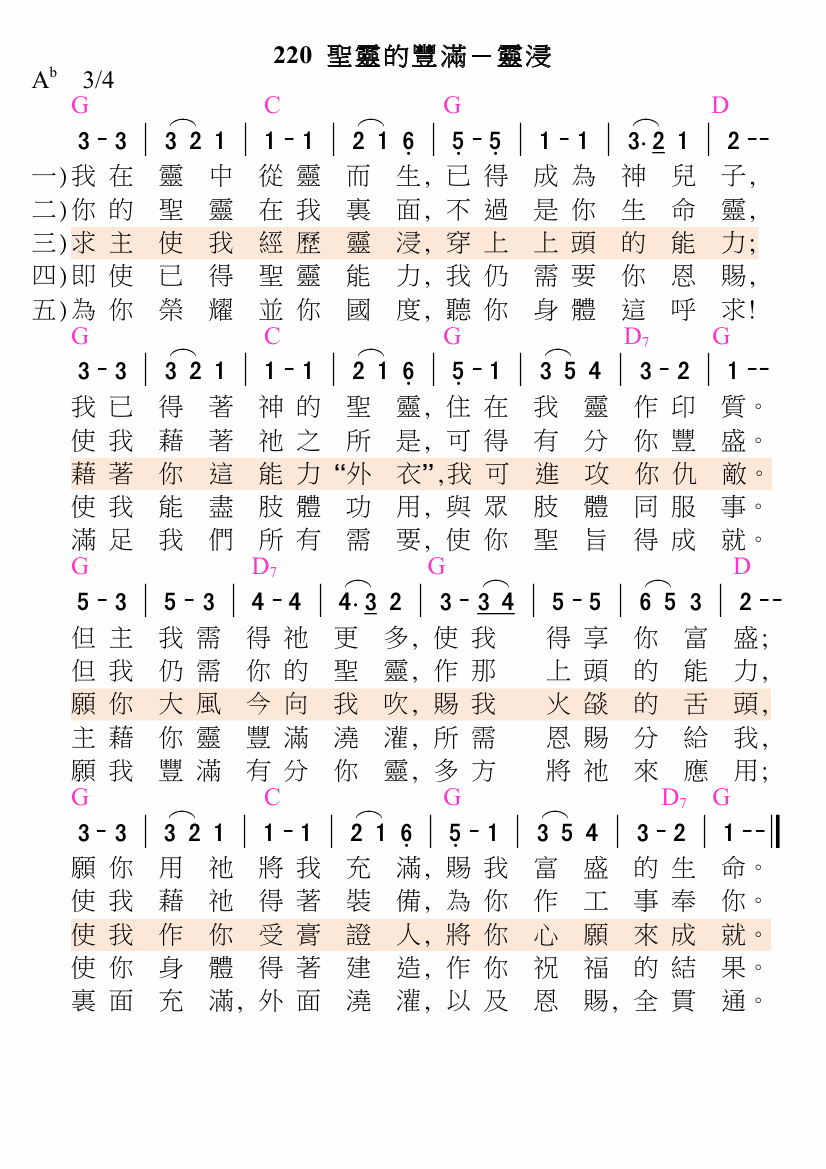 220 聖靈的豐滿－靈浸
A♭ 3/4
G C G D
3 - 3 | 3 2 1 | 1 - 1 | 2 1 6̣ | 5̣ - 5̣ | 1 - 1 | 3· 2 1 | 2 - -
一)我在 靈 中 從靈 而 生, 已得 成為 神 兒 子,
二)你的 聖 靈 在我 裏 面, 不過 是你 生 命 靈,
三)求主 使 我 經歷 靈 浸, 穿上 上頭 的 能 力;
四)即使 已 得 聖靈 能 力, 我仍 需要 你 恩 賜,
五)為你 榮 耀 並你 國 度, 聽你 身體 這 呼 求!
G C G D7 G
3 - 3 | 3 2 1 | 1 - 1 | 2 1 6̣ | 5̣ - 1 | 3 5 4 | 3 - 2 | 1 - -
我已 得 著 神的 聖 靈, 住在 我 靈 作印 質。
使我 藉 著 祂之 所 是, 可得 有 分 你豐 盛。
藉著 你 這 能力 “外 衣”,我可 進 攻 你仇 敵。
使我 能 盡 肢體 功 用, 與眾 肢 體 同服 事。
滿足 我 們 所有 需 要, 使你 聖 旨 得成 就。
G D7 G D
5 - 3 | 5 - 3 | 4 - 4 | 4· 3 2 | 3 - 3 4 | 5 - 5 | 6 5 3 | 2 - -
但主 我需 得祂 更 多, 使我 得享 你 富 盛;
但我 仍需 你的 聖 靈, 作那 上頭 的 能 力,
願你 大風 今向 我 吹, 賜我 火燄 的 舌 頭,
主藉 你靈 豐滿 澆 灌, 所需 恩賜 分 給 我,
願我 豐滿 有分 你 靈, 多方 將祂 來 應 用;
G C G D7 G
3 - 3 | 3 2 1 | 1 - 1 | 2 1 6̣ | 5̣ - 1 | 3 5 4 | 3 - 2 | 1 - -
願你 用 祂 將我 充 滿, 賜我 富 盛 的生 命。
使我 藉 祂 得著 裝 備, 為你 作 工 事奉 你。
使我 作 你 受膏 證 人, 將你 心 願 來成 就。
使你 身 體 得著 建 造, 作你 祝 福 的結 果。
裏面 充 滿, 外面 澆 灌, 以及 恩 賜, 全貫 通。